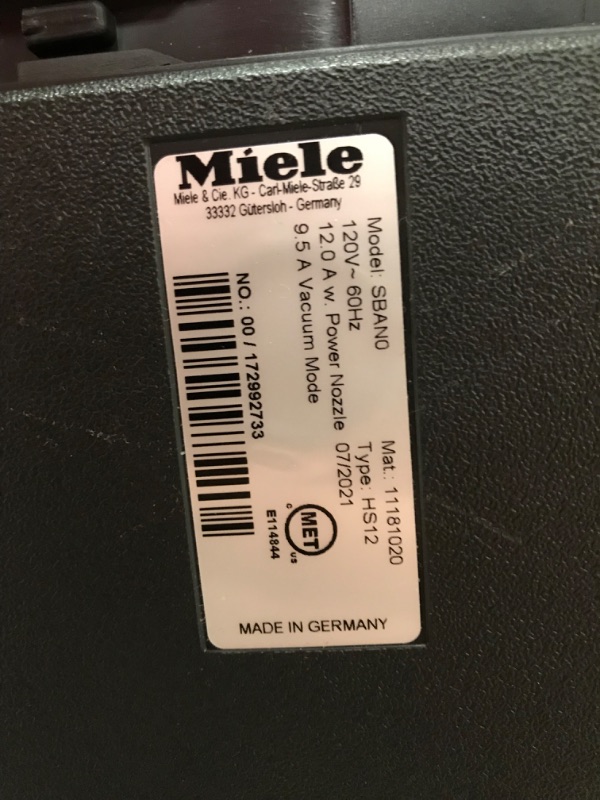 Miele
Miele & Cie. KG - Carl-Miele-Straße 29
33332 Gütersloh - Germany
Model: SBAN0
Mat.: 11181020
120V~ 60Hz
Type: HS12
12.0 A w. Power Nozzle
07/2021
9.5 A Vacuum Mode
NO.: 00 / 172992733
c MET us
E114844
MADE IN GERMANY